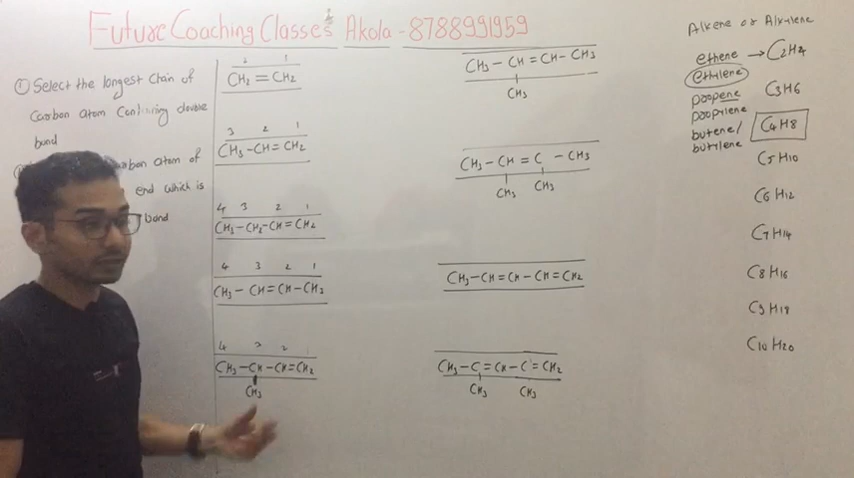 Future Coaching Classes Akola - 8788991959
① Select the longest Chain of
Carbon atom Containing double
bond
Carbon atom of
end which is
bond
2 1
CH2 = CH2
3 2 1
CH3 - CH = CH2
4 3 2 1
CH3 - CH2 - CH = CH2
4 3 2 1
CH3 - CH = CH - CH3
4 3 2 1
CH3 - CH - CH = CH2
CH3
CH3 - CH = CH - CH3
CH3
CH3 - CH = C - CH3
CH3 CH3
CH3 - CH = CH - CH = CH2
CH3 - C = CH - C = CH2
CH3 CH3
Alkene or Alkylene
ethene → C2H4
ethylene
propene C3H6
propylene
butene/ C4H8
butylene
C5H10
C6H12
C7H14
C8H16
C9H18
C10H20